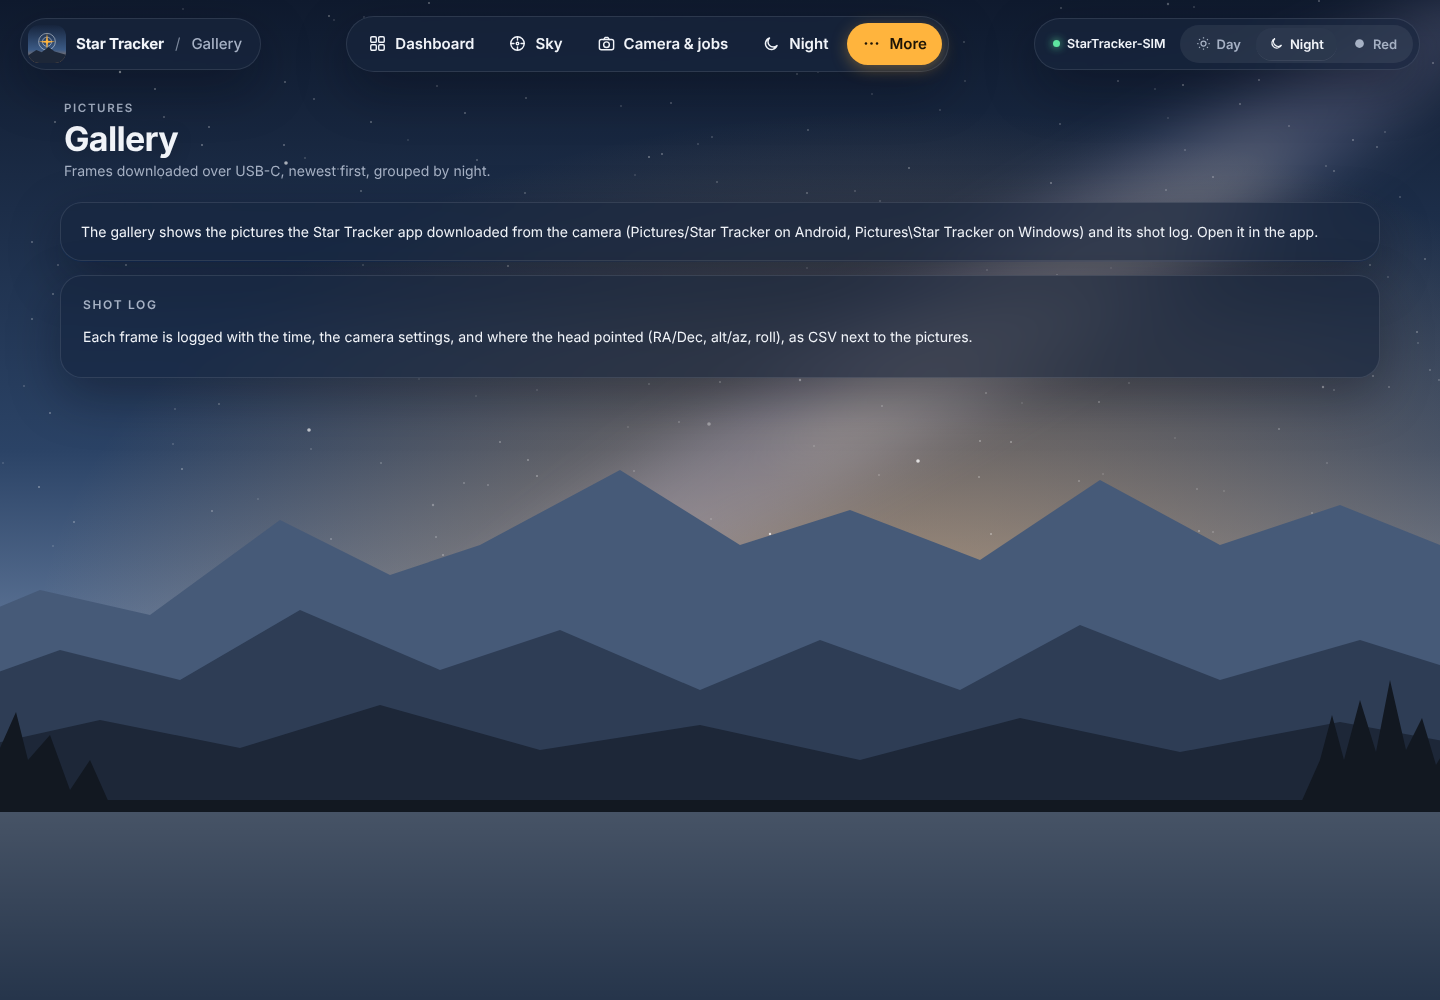 Star Tracker / Gallery
Dashboard
Sky
Camera & jobs
Night
More
StarTracker-SIM
Day
Night
Red
PICTURES
Gallery
Frames downloaded over USB-C, newest first, grouped by night.
The gallery shows the pictures the Star Tracker app downloaded from the camera (Pictures/Star Tracker on Android, Pictures\Star Tracker on Windows) and its shot log. Open it in the app.
SHOT LOG
Each frame is logged with the time, the camera settings, and where the head pointed (RA/Dec, alt/az, roll), as CSV next to the pictures.